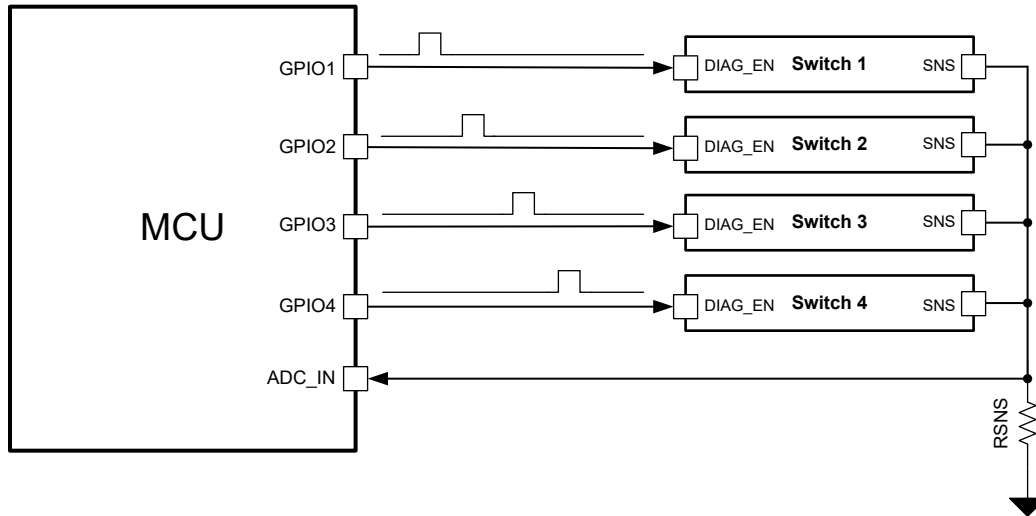 GPIO1
DIAG_EN Switch 1 SNS
GPIO2
DIAG_EN Switch 2 SNS
MCU
GPIO3
DIAG_EN Switch 3 SNS
GPIO4
DIAG_EN Switch 4 SNS
ADC_IN
RSNS